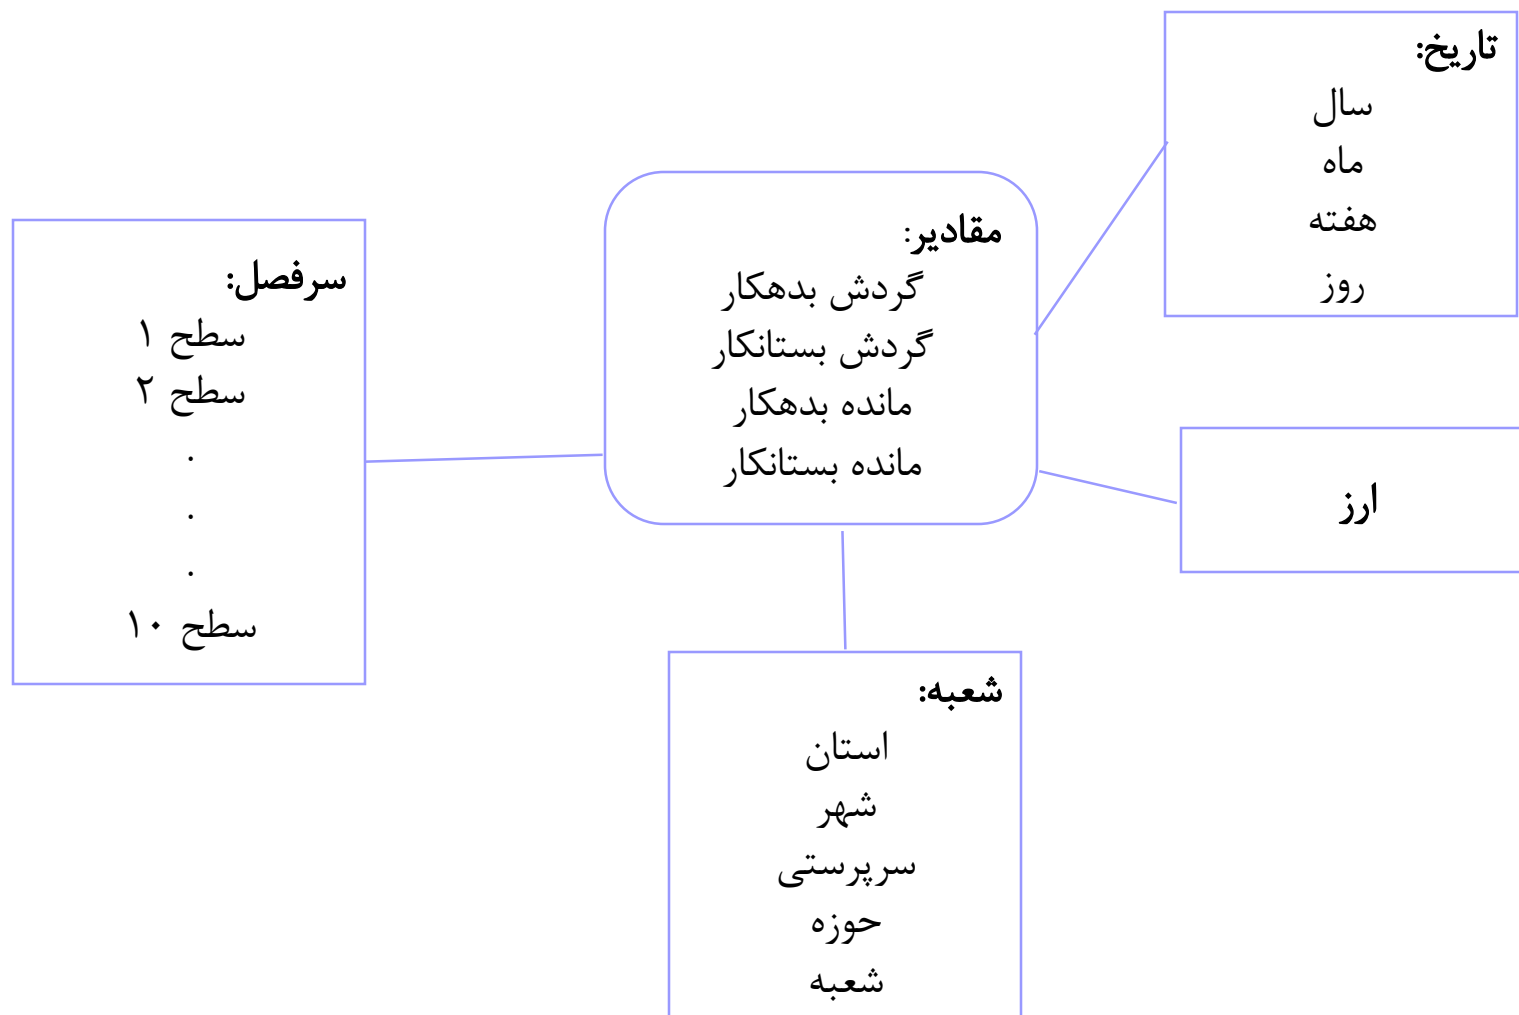 تاریخ:
سال
ماه
هفته
روز
مقادیر:
گردش بدهکار
گردش بستانکار
مانده بدهکار
مانده بستانکار
سرفصل:
سطح ۱
سطح ۲
.
.
.
سطح ۱۰
ارز
شعبه:
استان
شهر
سرپرستی
حوزه
شعبه